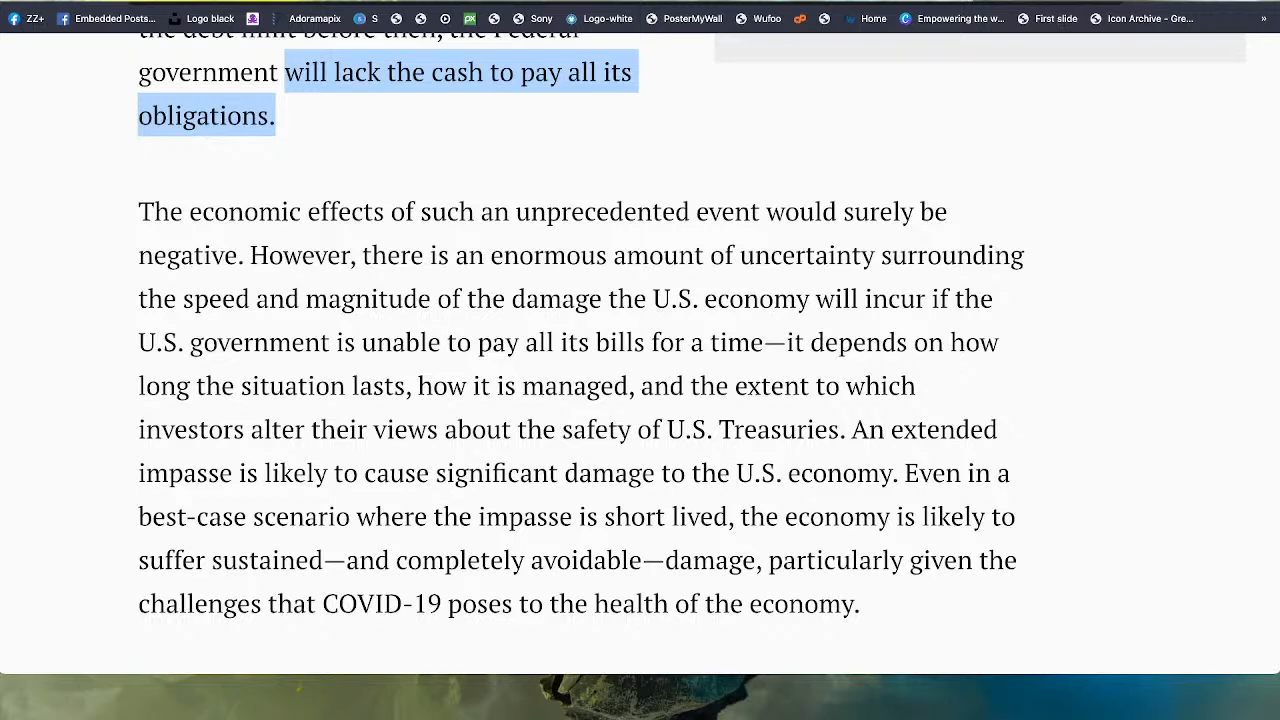 ZZ+ Embedded Posts... Logo black Adoramapix S Sony Logo-white PosterMyWall Wufoo Home Empowering the w... First slide Icon Archive - Gre... »
the debt limit before then, the Federal
government will lack the cash to pay all its
obligations.
The economic effects of such an unprecedented event would surely be
negative. However, there is an enormous amount of uncertainty surrounding
the speed and magnitude of the damage the U.S. economy will incur if the
U.S. government is unable to pay all its bills for a time—it depends on how
long the situation lasts, how it is managed, and the extent to which
investors alter their views about the safety of U.S. Treasuries. An extended
impasse is likely to cause significant damage to the U.S. economy. Even in a
best-case scenario where the impasse is short lived, the economy is likely to
suffer sustained—and completely avoidable—damage, particularly given the
challenges that COVID-19 poses to the health of the economy.